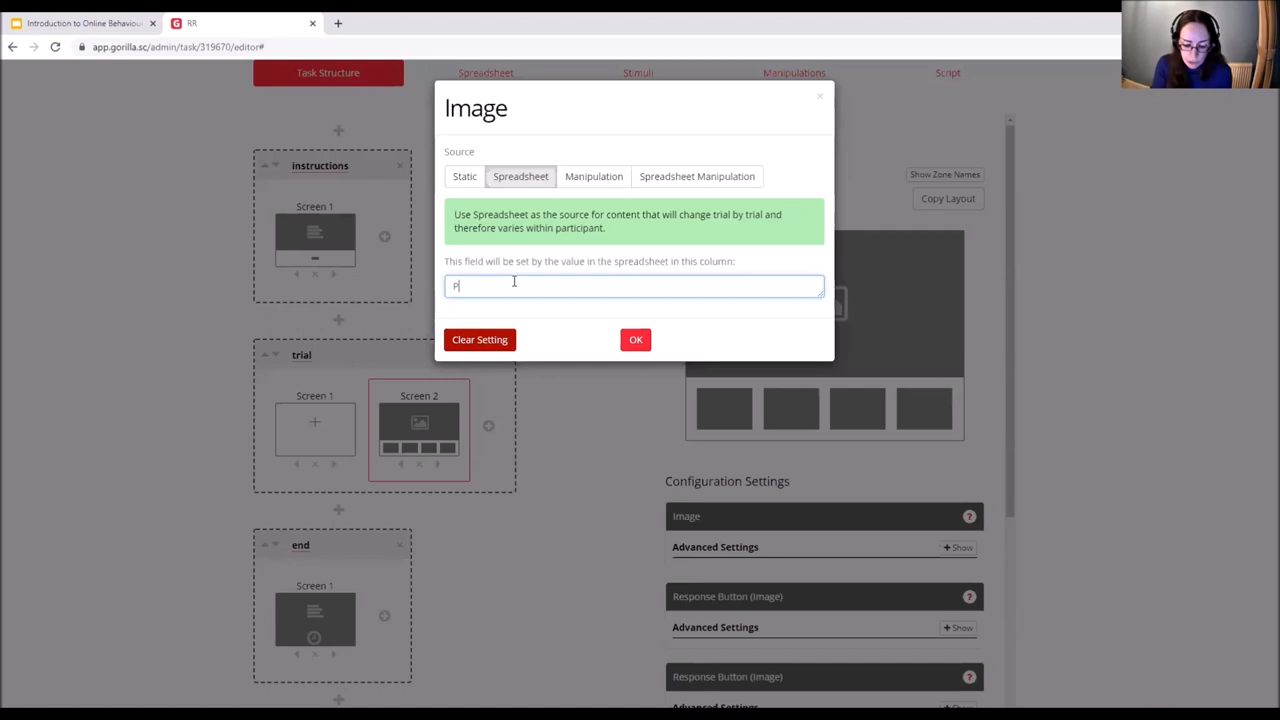 Introduction to Online Behaviou
RR
app.gorilla.sc/admin/task/319670/editor#
Task Structure
Spreadsheet
Stimuli
Manipulations
Script
Image
Source
Static
Spreadsheet
Manipulation
Spreadsheet Manipulation
Use Spreadsheet as the source for content that will change trial by trial and
therefore varies within participant.
This field will be set by the value in the spreadsheet in this column:
P
Clear Setting
OK
instructions
Screen 1
trial
Screen 1
Screen 2
end
Screen 1
Show Zone Names
Copy Layout
Configuration Settings
Image
Advanced Settings
+ Show
Response Button (Image)
Advanced Settings
+ Show
Response Button (Image)
Advanced Settings
+ Show